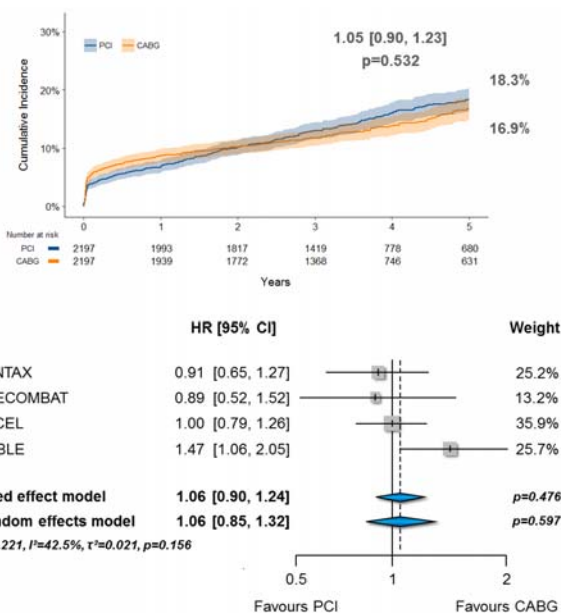 30%
PCI CABG
1.05 [0.90, 1.23]
p=0.532
18.3%
20%
16.9%
10%
0%
Cumulative Incidence
0 1 2 3 4 5
Number at risk
PCI 2197 1993 1817 1419 778 680
CABG 2197 1939 1772 1368 746 631
Years
HR [95% CI] Weight
NTAX 0.91 [0.65, 1.27] 25.2%
ECOMBAT 0.89 [0.52, 1.52] 13.2%
CEL 1.00 [0.79, 1.26] 35.9%
BLE 1.47 [1.06, 2.05] 25.7%
ed effect model 1.06 [0.90, 1.24] p=0.476
ndom effects model 1.06 [0.85, 1.32] p=0.597
221, I²=42.5%, τ²=0.021, p=0.156
0.5 1 2
Favours PCI Favours CABG